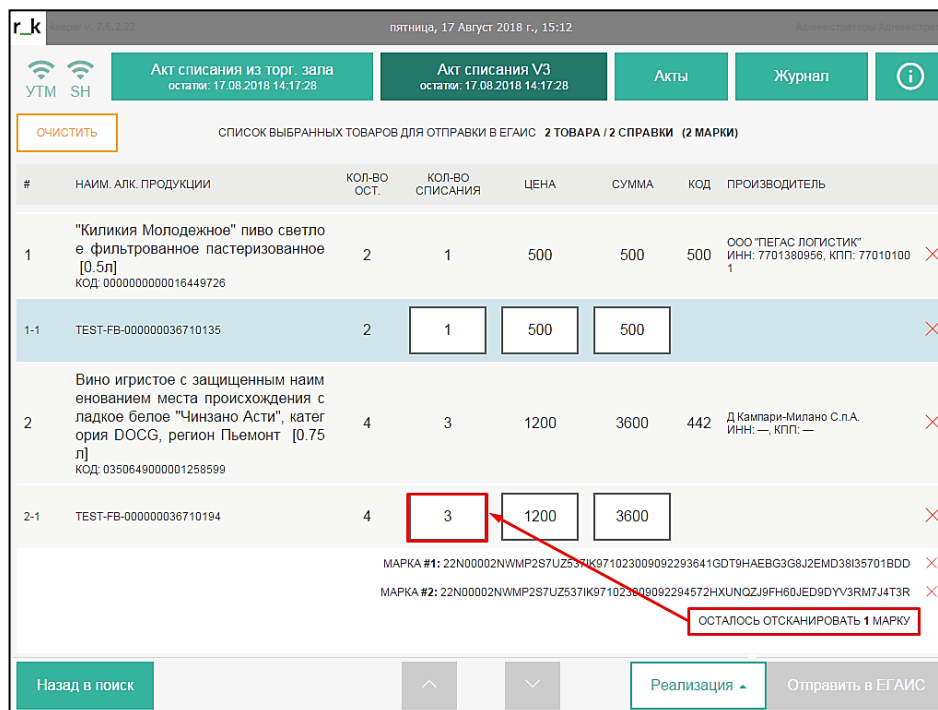 r_k
-keeper v. 7.6.2.22
пятница, 17 Август 2018 г., 15:12
Администраторы Администрат
УТМ SH
Акт списания из торг. зала
остатки: 17.08.2018 14:17:28
Акт списания V3
остатки: 17.08.2018 14:17:28
Акты
Журнал
ОЧИСТИТЬ
СПИСОК ВЫБРАННЫХ ТОВАРОВ ДЛЯ ОТПРАВКИ В ЕГАИС 2 ТОВАРА / 2 СПРАВКИ (2 МАРКИ)
# НАИМ. АЛК. ПРОДУКЦИИ КОЛ-ВО ОСТ. КОЛ-ВО СПИСАНИЯ ЦЕНА СУММА КОД ПРОИЗВОДИТЕЛЬ
1
"Киликия Молодежное" пиво светло
е фильтрованное пастеризованное
[0.5л]
КОД: 0000000000016449726
2 1 500 500 500
ООО "ПЕГАС ЛОГИСТИК"
ИНН: 7701380956, КПП: 77010100
1
1-1 TEST-FB-000000036710135 2 1 500 500
2
Вино игристое с защищенным наим
енованием места происхождения с
ладкое белое "Чинзано Асти", катег
ория DOCG, регион Пьемонт [0.75
л]
КОД: 0350649000001258599
4 3 1200 3600 442
Д.Кампари-Милано С.п.А.
ИНН: —, КПП: —
2-1 TEST-FB-000000036710194 4 3 1200 3600
МАРКА #1: 22N00002NWMP2S7UZ537IK971023009092293641GDT9HAEBG3G8J2EMD38I35701BDD
МАРКА #2: 22N00002NWMP2S7UZ537IK971023009092294572HXUNQZJ9FH60JED9DYV3RM7J4T3R
ОСТАЛОСЬ ОТСКАНИРОВАТЬ 1 МАРКУ
Назад в поиск
Реализация
Отправить в ЕГАИС